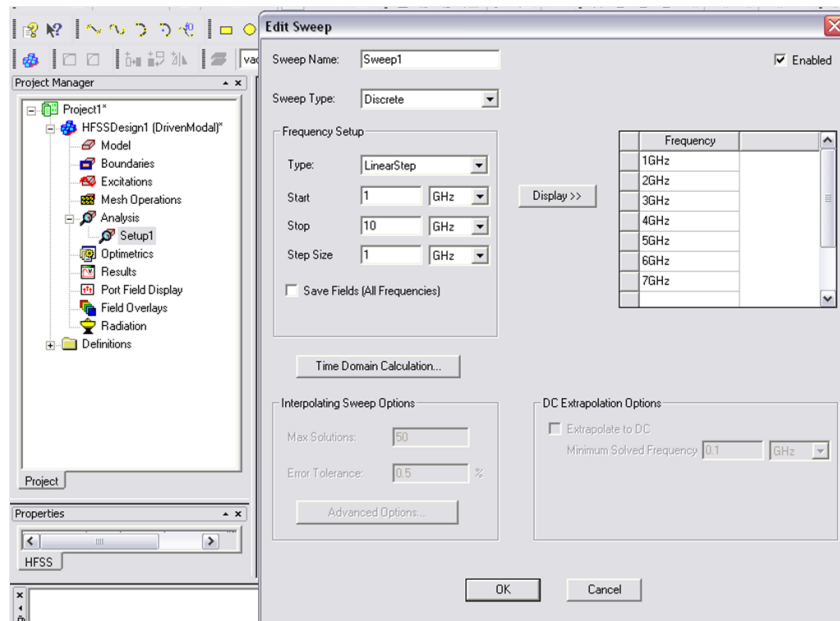 Edit Sweep
vac
Project Manager
Project1*
HFSSDesign1 (DrivenModal)*
Model
Boundaries
Excitations
Mesh Operations
Analysis
Setup1
Optimetrics
Results
Port Field Display
Field Overlays
Radiation
Definitions
Project
Properties
HFSS
Sweep Name: Sweep1
Enabled
Sweep Type: Discrete
Frequency Setup
Type: LinearStep
Start 1 GHz
Stop 10 GHz
Step Size 1 GHz
Save Fields (All Frequencies)
Display >>
Frequency
1GHz
2GHz
3GHz
4GHz
5GHz
6GHz
7GHz
Time Domain Calculation...
Interpolating Sweep Options
Max Solutions: 50
Error Tolerance: 0.5 %
Advanced Options...
DC Extrapolation Options
Extrapolate to DC
Minimum Solved Frequency 0.1 GHz
OK
Cancel